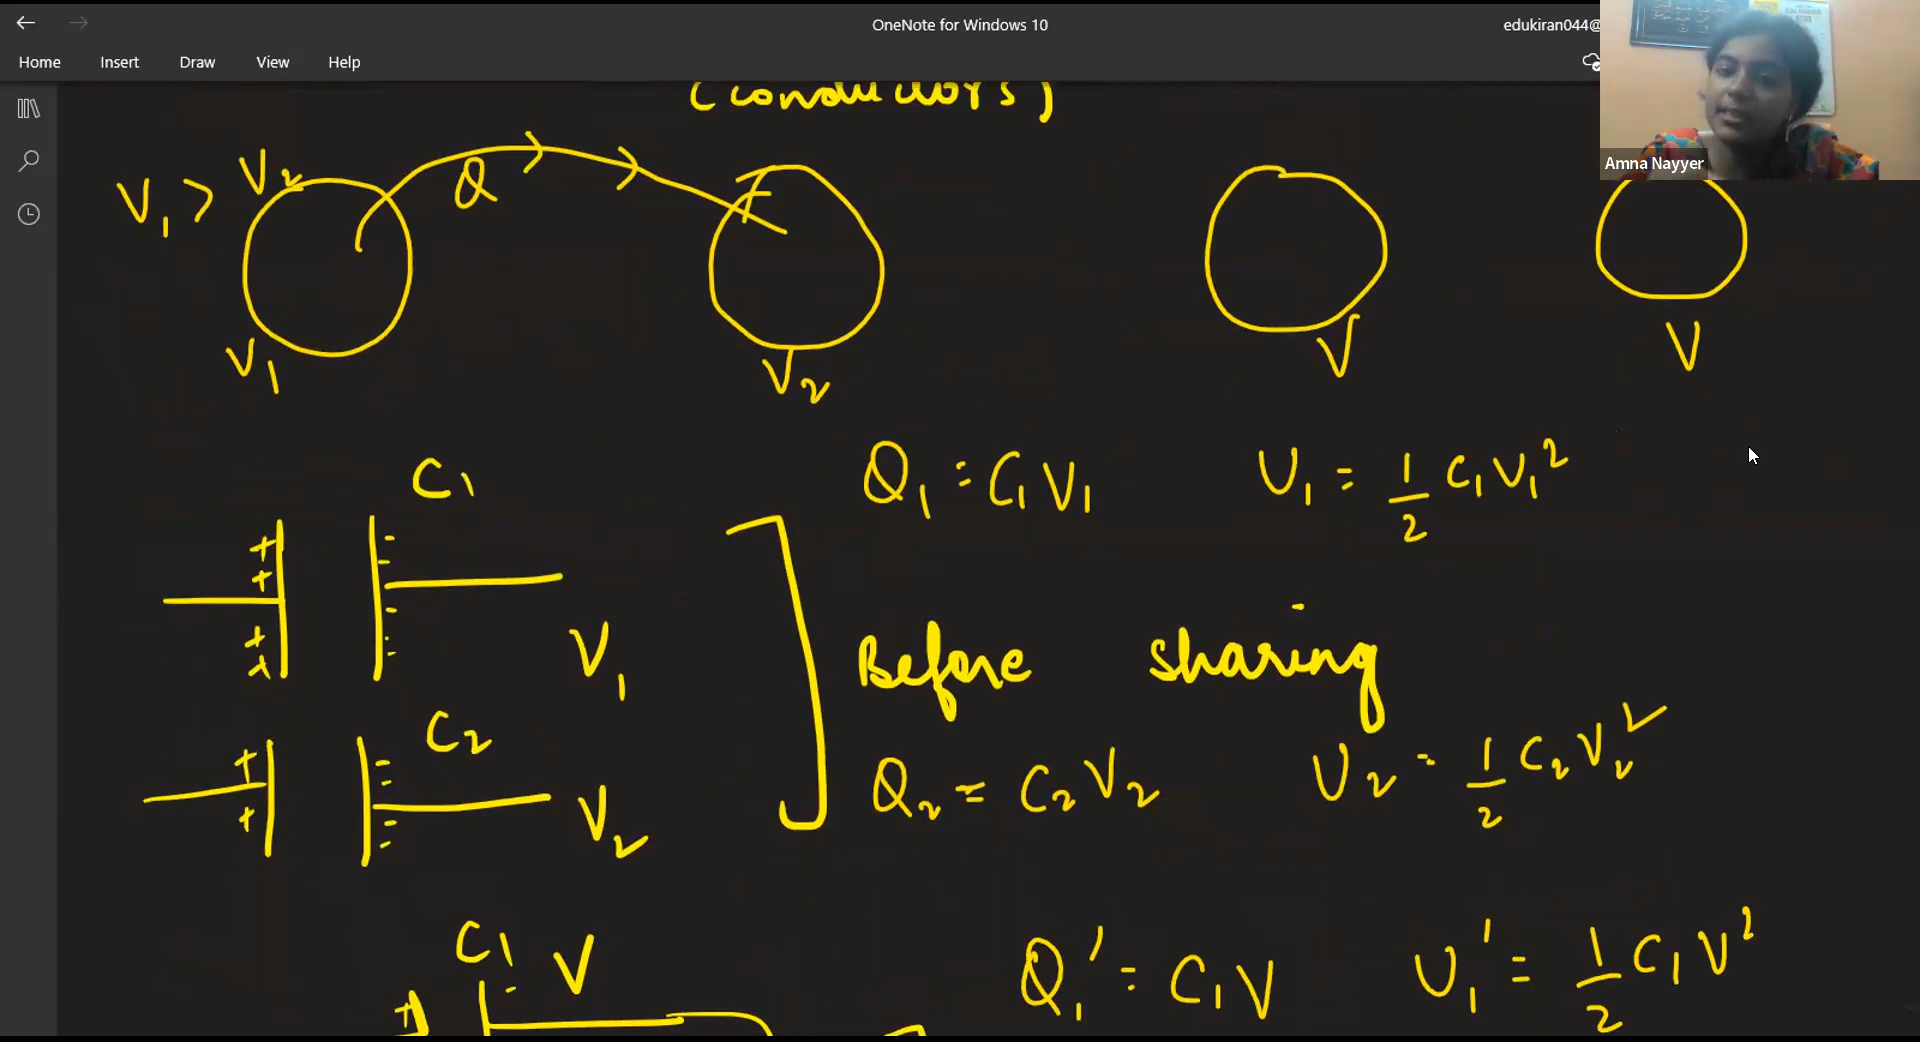 OneNote for Windows 10
edukiran044@
Home Insert Draw View Help
Amna Nayyer
(conductors)
V₁ > V₂
Q
V₁
V₂
V
V
C₁
Q₁ = C₁V₁
U₁ = 1/2 C₁V₁²
V₁
Before sharing
C₂
V₂
Q₂ = C₂V₂
U₂ = 1/2 C₂V₂²
C₁ V
Q₁' = C₁V
U₁' = 1/2 C₁V²